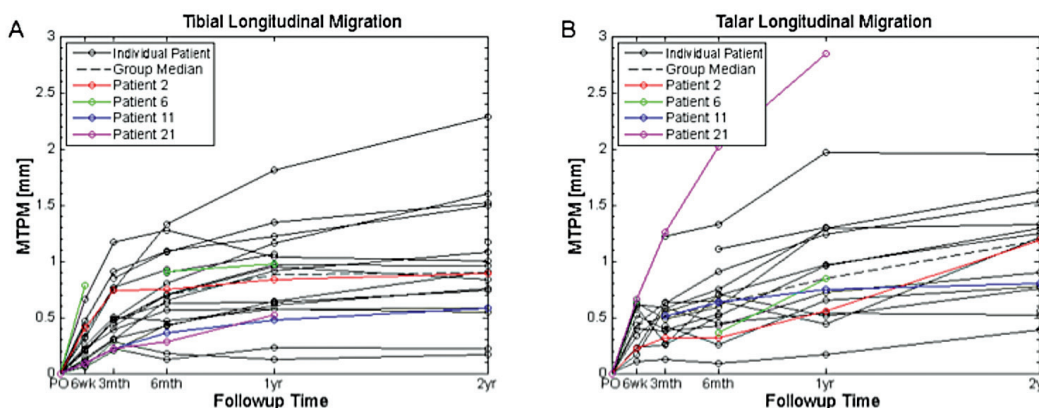 A
Tibial Longitudinal Migration
3
2.5
2
1.5
1
0.5
0
MTPM [mm]
Individual Patient
Group Median
Patient 2
Patient 6
Patient 11
Patient 21
PO 6wk 3mth 6mth 1yr 2yr
Followup Time
B
Talar Longitudinal Migration
3
2.5
2
1.5
1
0.5
0
MTPM [mm]
Individual Patient
Group Median
Patient 2
Patient 6
Patient 11
Patient 21
PO 6wk 3mth 6mth 1yr 2y
Followup Time